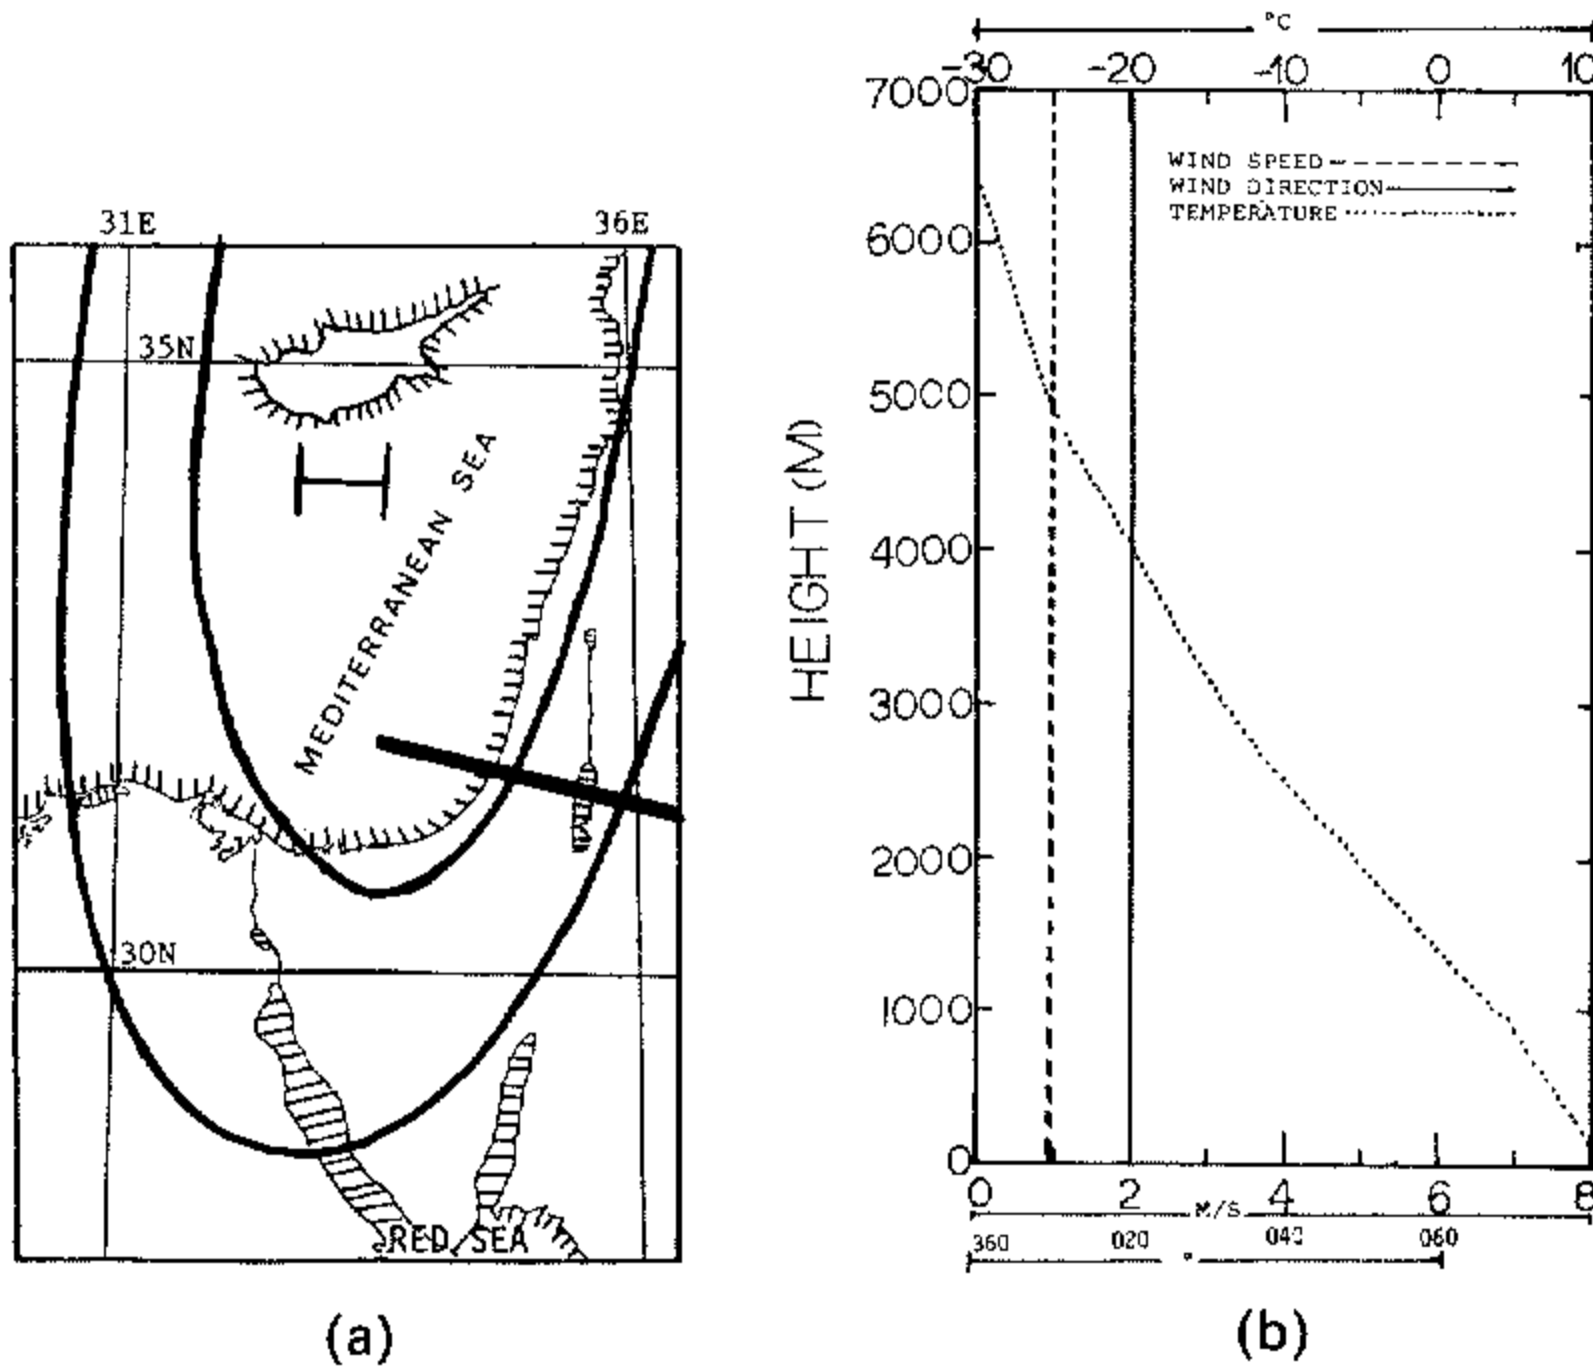 31E 36E
35N
MEDITERRANEAN SEA
30N
RED SEA
(a)
°C
-30 -20 -10 0 10
7000
WIND SPEED
WIND DIRECTION
TEMPERATURE
6000
5000
4000
3000
2000
1000
0
HEIGHT (M)
0 2 4 6 8
M/S
360 020 040 060
°
(b)